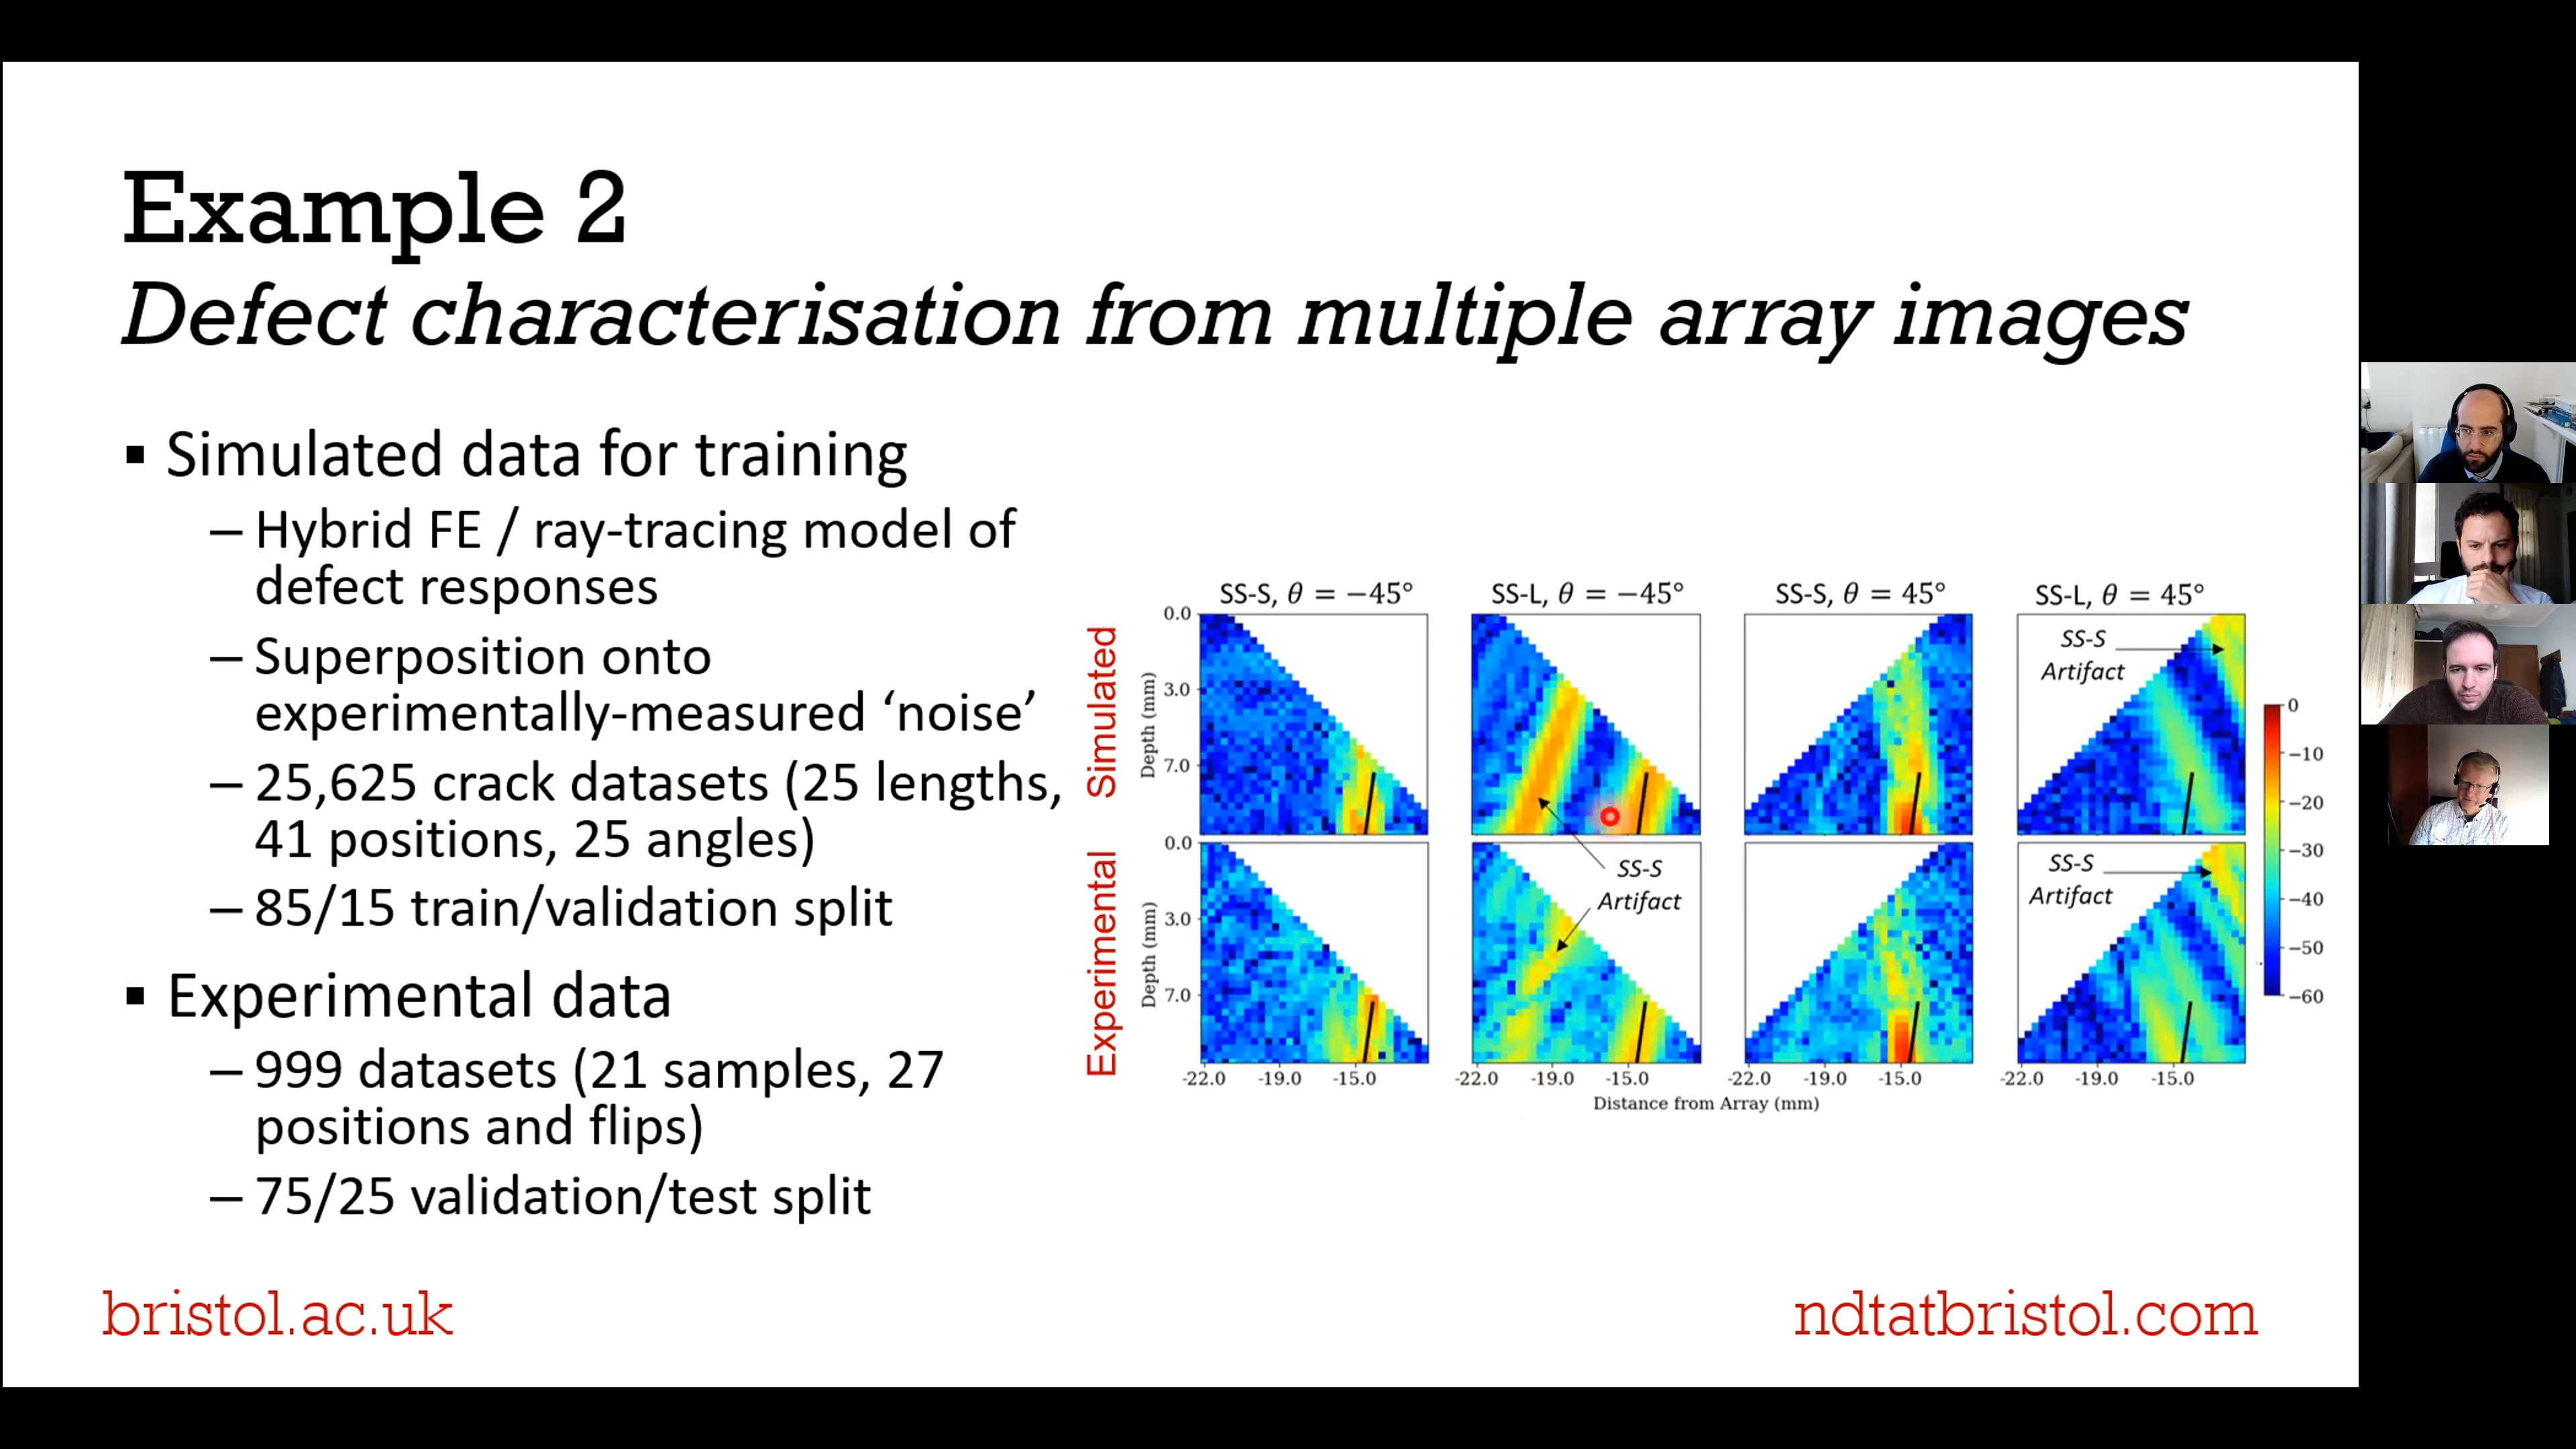 Example 2
Defect characterisation from multiple array images
▪ Simulated data for training
– Hybrid FE / ray-tracing model of
defect responses
– Superposition onto
experimentally-measured ‘noise’
– 25,625 crack datasets (25 lengths,
41 positions, 25 angles)
– 85/15 train/validation split
▪ Experimental data
– 999 datasets (21 samples, 27
positions and flips)
– 75/25 validation/test split
SS-S, θ = −45°
SS-L, θ = −45°
SS-S, θ = 45°
SS-L, θ = 45°
Simulated
Depth (mm)
0.0
3.0
7.0
SS-S
Artifact
Experimental
Depth (mm)
0.0
3.0
7.0
SS-S
Artifact
SS-S
Artifact
-22.0 -19.0 -15.0
-22.0 -19.0 -15.0
-22.0 -19.0 -15.0
-22.0 -19.0 -15.0
Distance from Array (mm)
0
−10
−20
−30
−40
−50
−60
bristol.ac.uk
ndtatbristol.com